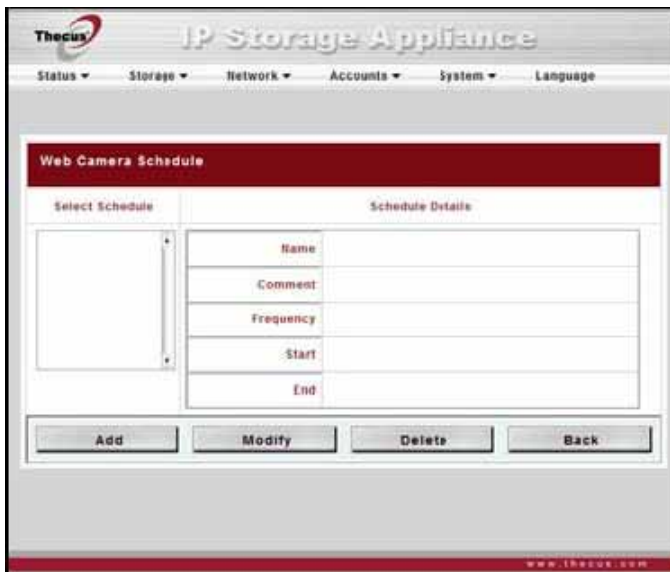 Thecus
IP Storage Appliance
Status Storage Network Accounts System Language
Web Camera Schedule
Select Schedule Schedule Details
Name
Comment
Frequency
Start
End
Add Modify Delete Back
www.thecus.com